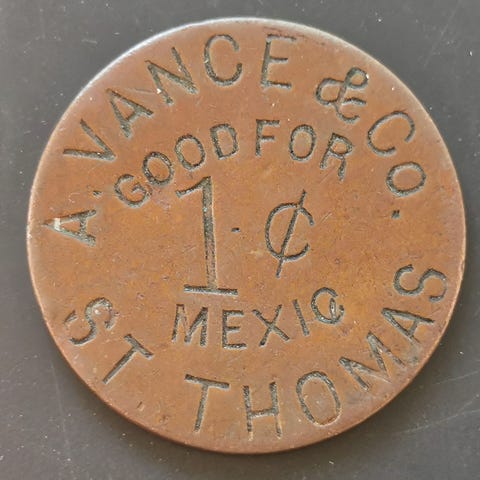 A. VANCE & Co.
GOOD FOR
1 ¢
MEXIC
ST. THOMAS